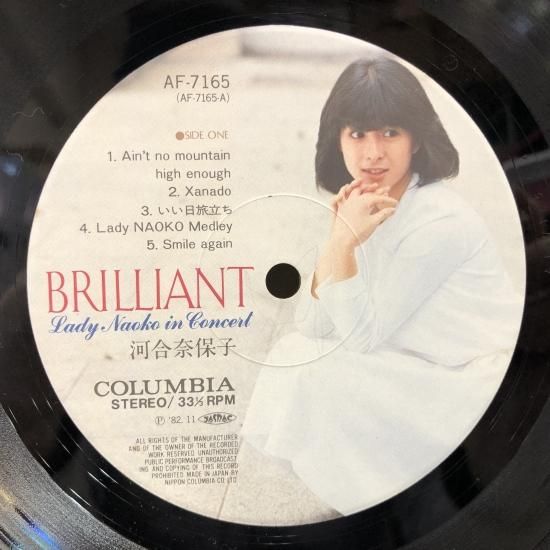 AF-7165
(AF-7165-A)
●SIDE ONE
1. Ain't no mountain
high enough
2. Xanado
3. いい日旅立ち
4. Lady NAOKO Medley
5. Smile again
BRILLIANT
Lady Naoko in Concert
河合奈保子
COLUMBIA
STEREO/33⅓RPM
Ⓟ '82.11 JASRAC
ALL RIGHTS OF THE MANUFACTURER
AND OF THE OWNER OF THE RECORDED
WORK RESERVED UNAUTHORIZED
PUBLIC PERFORMANCE BROADCAST-
ING AND COPYING OF THIS RECORD
PROHIBITED MADE IN JAPAN BY
NIPPON COLUMBIA CO LTD